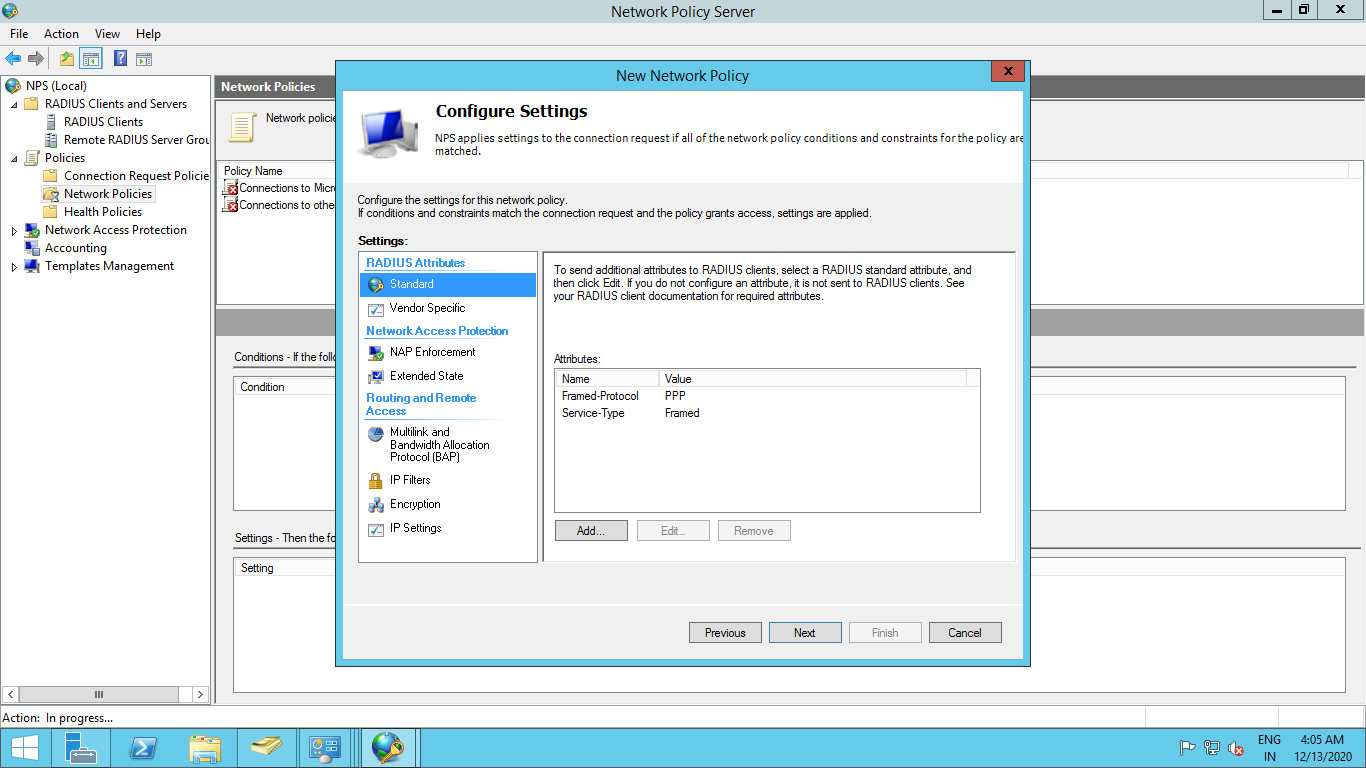 Network Policy Server
File Action View Help
NPS (Local)
RADIUS Clients and Servers
RADIUS Clients
Remote RADIUS Server Grou
Policies
Connection Request Policie
Network Policies
Health Policies
Network Access Protection
Accounting
Templates Management
Network Policies
Network policie
Policy Name
Connections to Micr
Connections to othe
Conditions - If the follo
Condition
Settings - Then the fo
Setting
New Network Policy
Configure Settings
NPS applies settings to the connection request if all of the network policy conditions and constraints for the policy are
matched.
Configure the settings for this network policy.
If conditions and constraints match the connection request and the policy grants access, settings are applied.
Settings:
RADIUS Attributes
Standard
Vendor Specific
Network Access Protection
NAP Enforcement
Extended State
Routing and Remote
Access
Multilink and
Bandwidth Allocation
Protocol (BAP)
IP Filters
Encryption
IP Settings
To send additional attributes to RADIUS clients, select a RADIUS standard attribute, and
then click Edit. If you do not configure an attribute, it is not sent to RADIUS clients. See
your RADIUS client documentation for required attributes.
Attributes:
Name Value
Framed-Protocol PPP
Service-Type Framed
Add... Edit... Remove
Previous Next Finish Cancel
Action: In progress...
ENG 4:05 AM
IN 12/13/2020